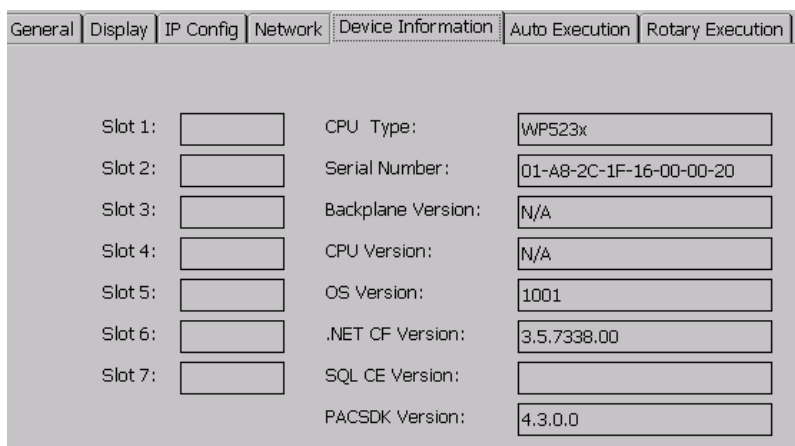 General Display IP Config Network Device Information Auto Execution Rotary Execution
Slot 1: CPU Type: WP523x
Slot 2: Serial Number: 01-A8-2C-1F-16-00-00-20
Slot 3: Backplane Version: N/A
Slot 4: CPU Version: N/A
Slot 5: OS Version: 1001
Slot 6: .NET CF Version: 3.5.7338.00
Slot 7: SQL CE Version:
PACSDK Version: 4.3.0.0